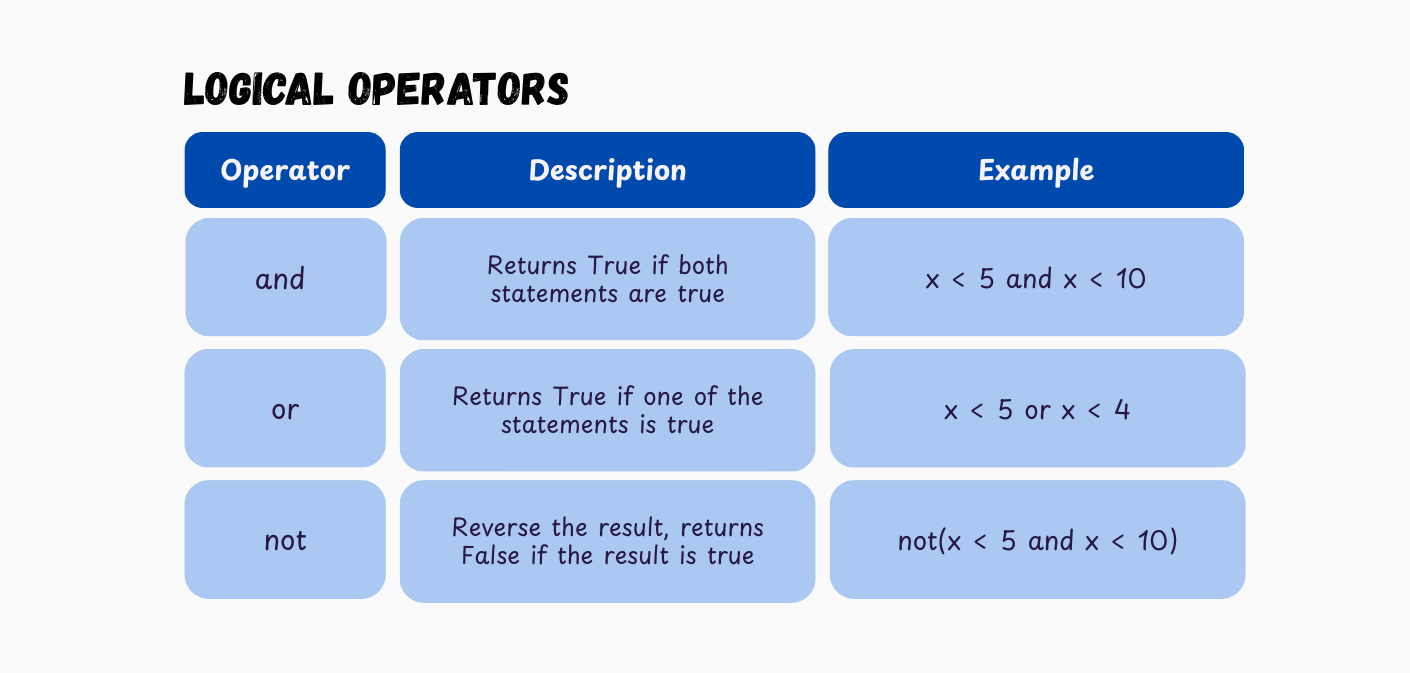 LOGICAL OPERATORS
Operator
Description
Example
and
Returns True if both
statements are true
x < 5 and x < 10
or
Returns True if one of the
statements is true
x < 5 or x < 4
not
Reverse the result, returns
False if the result is true
not(x < 5 and x < 10)